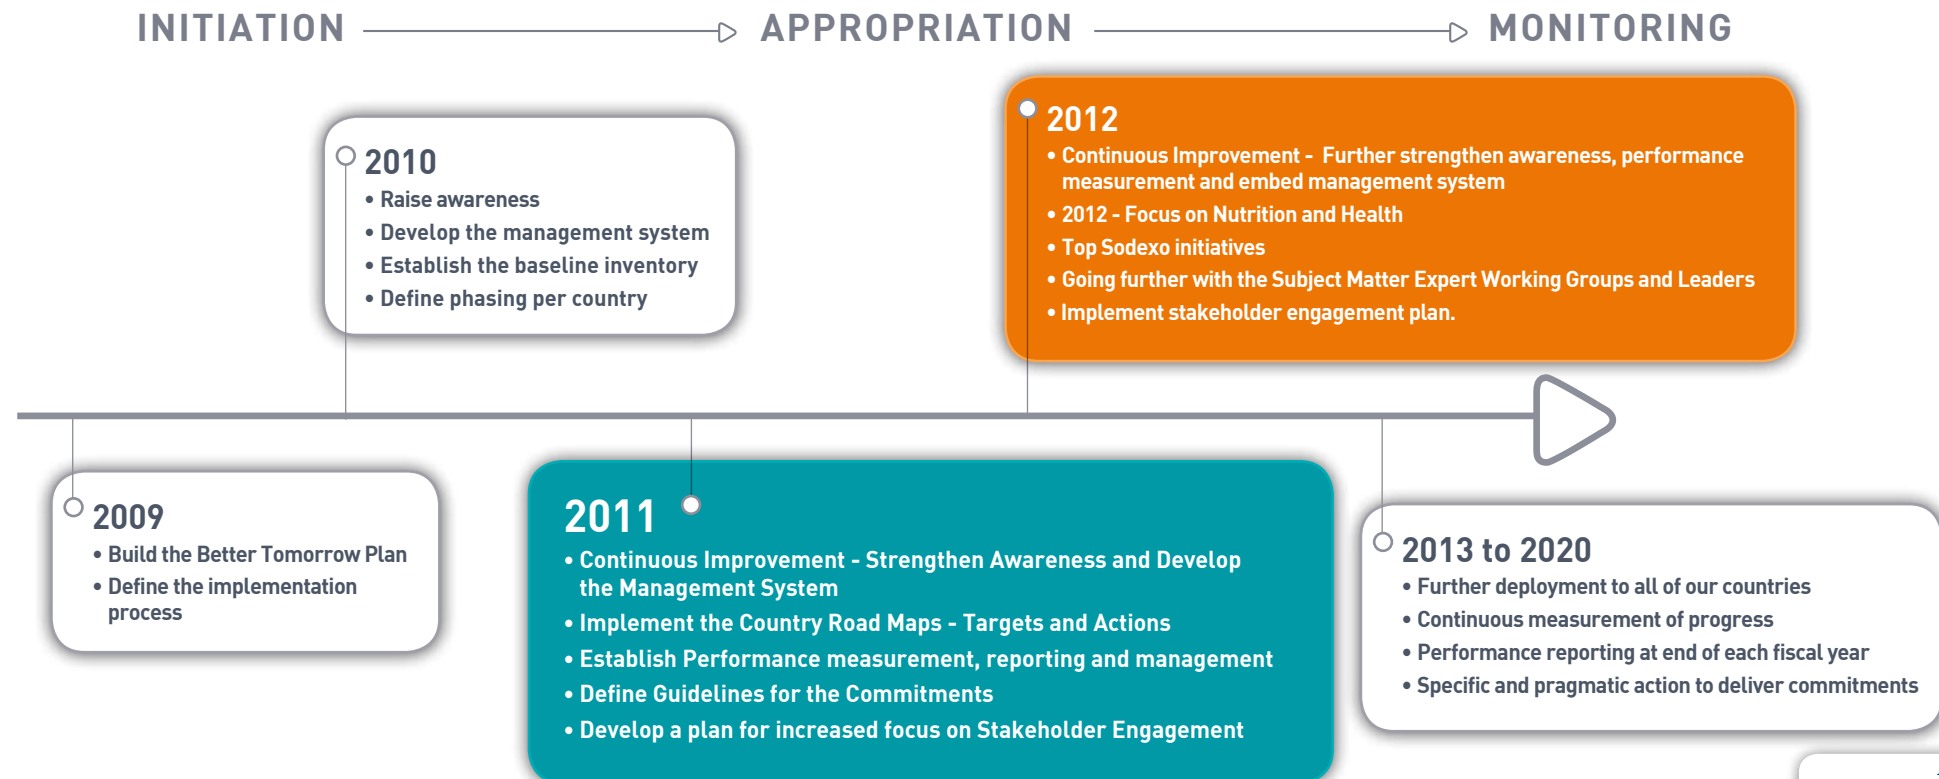 INITIATION
APPROPRIATION
MONITORING
2010
• Raise awareness
• Develop the management system
• Establish the baseline inventory
• Define phasing per country
2012
• Continuous Improvement - Further strengthen awareness, performance
measurement and embed management system
• 2012 - Focus on Nutrition and Health
• Top Sodexo initiatives
• Going further with the Subject Matter Expert Working Groups and Leaders
• Implement stakeholder engagement plan.
2009
• Build the Better Tomorrow Plan
• Define the implementation
process
2011
• Continuous Improvement - Strengthen Awareness and Develop
the Management System
• Implement the Country Road Maps - Targets and Actions
• Establish Performance measurement, reporting and management
• Define Guidelines for the Commitments
• Develop a plan for increased focus on Stakeholder Engagement
2013 to 2020
• Further deployment to all of our countries
• Continuous measurement of progress
• Performance reporting at end of each fiscal year
• Specific and pragmatic action to deliver commitments